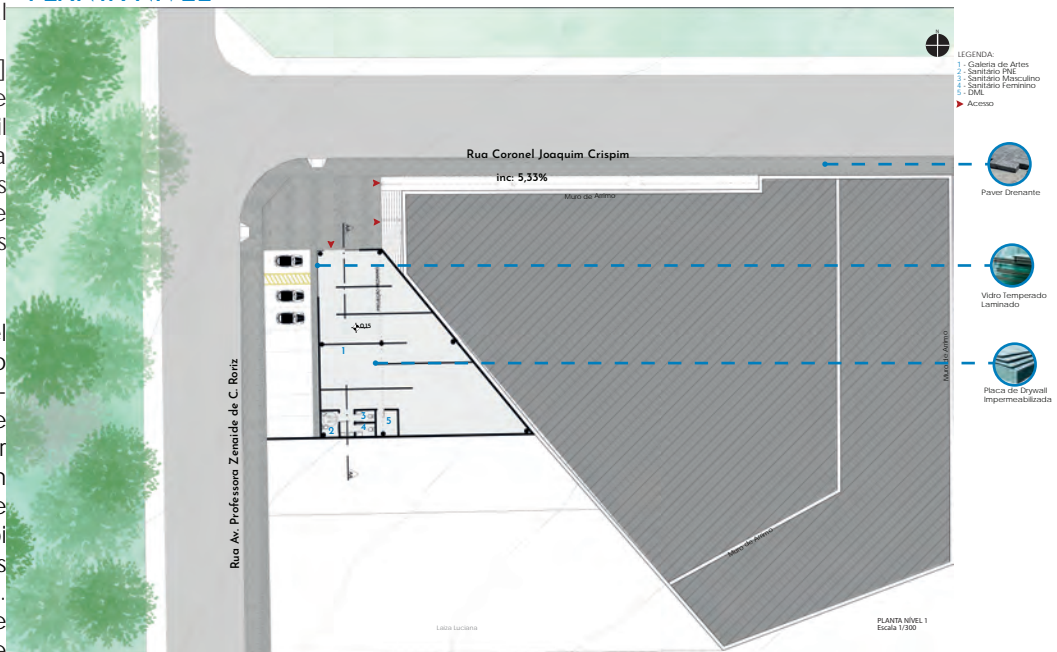 LEGENDA:
1 - Galeria de Artes
2 - Sanitário PNE
3 - Sanitário Masculino
4 - Sanitário Feminino
5 - DML
Acesso
N
Rua Coronel Joaquim Crispim
inc: 5,33%
Muro de Arrimo
Paver Drenante
Vidro Temperado
Laminado
Muro de Arrimo
Placa de Drywall
Impermeabilizada
1
2
3
4
5
Rua Av. Professora Zenaide de C. Roriz
Muro de Arrimo
Laiza Luciana
PLANTA NÍVEL 1
Escala 1/300